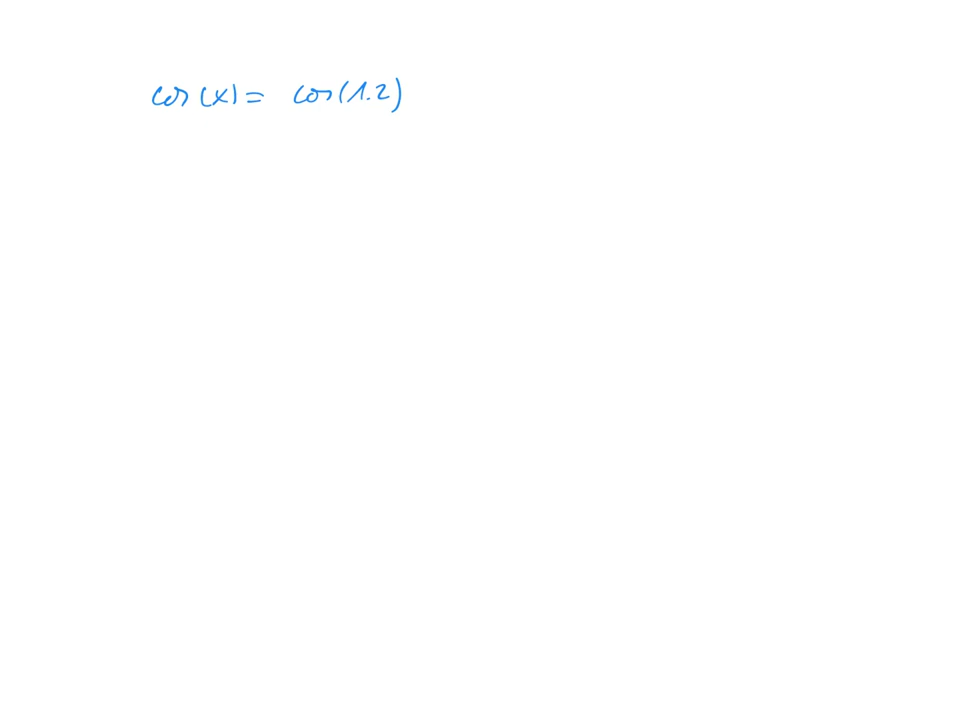 cos(x) = cos(1.2)